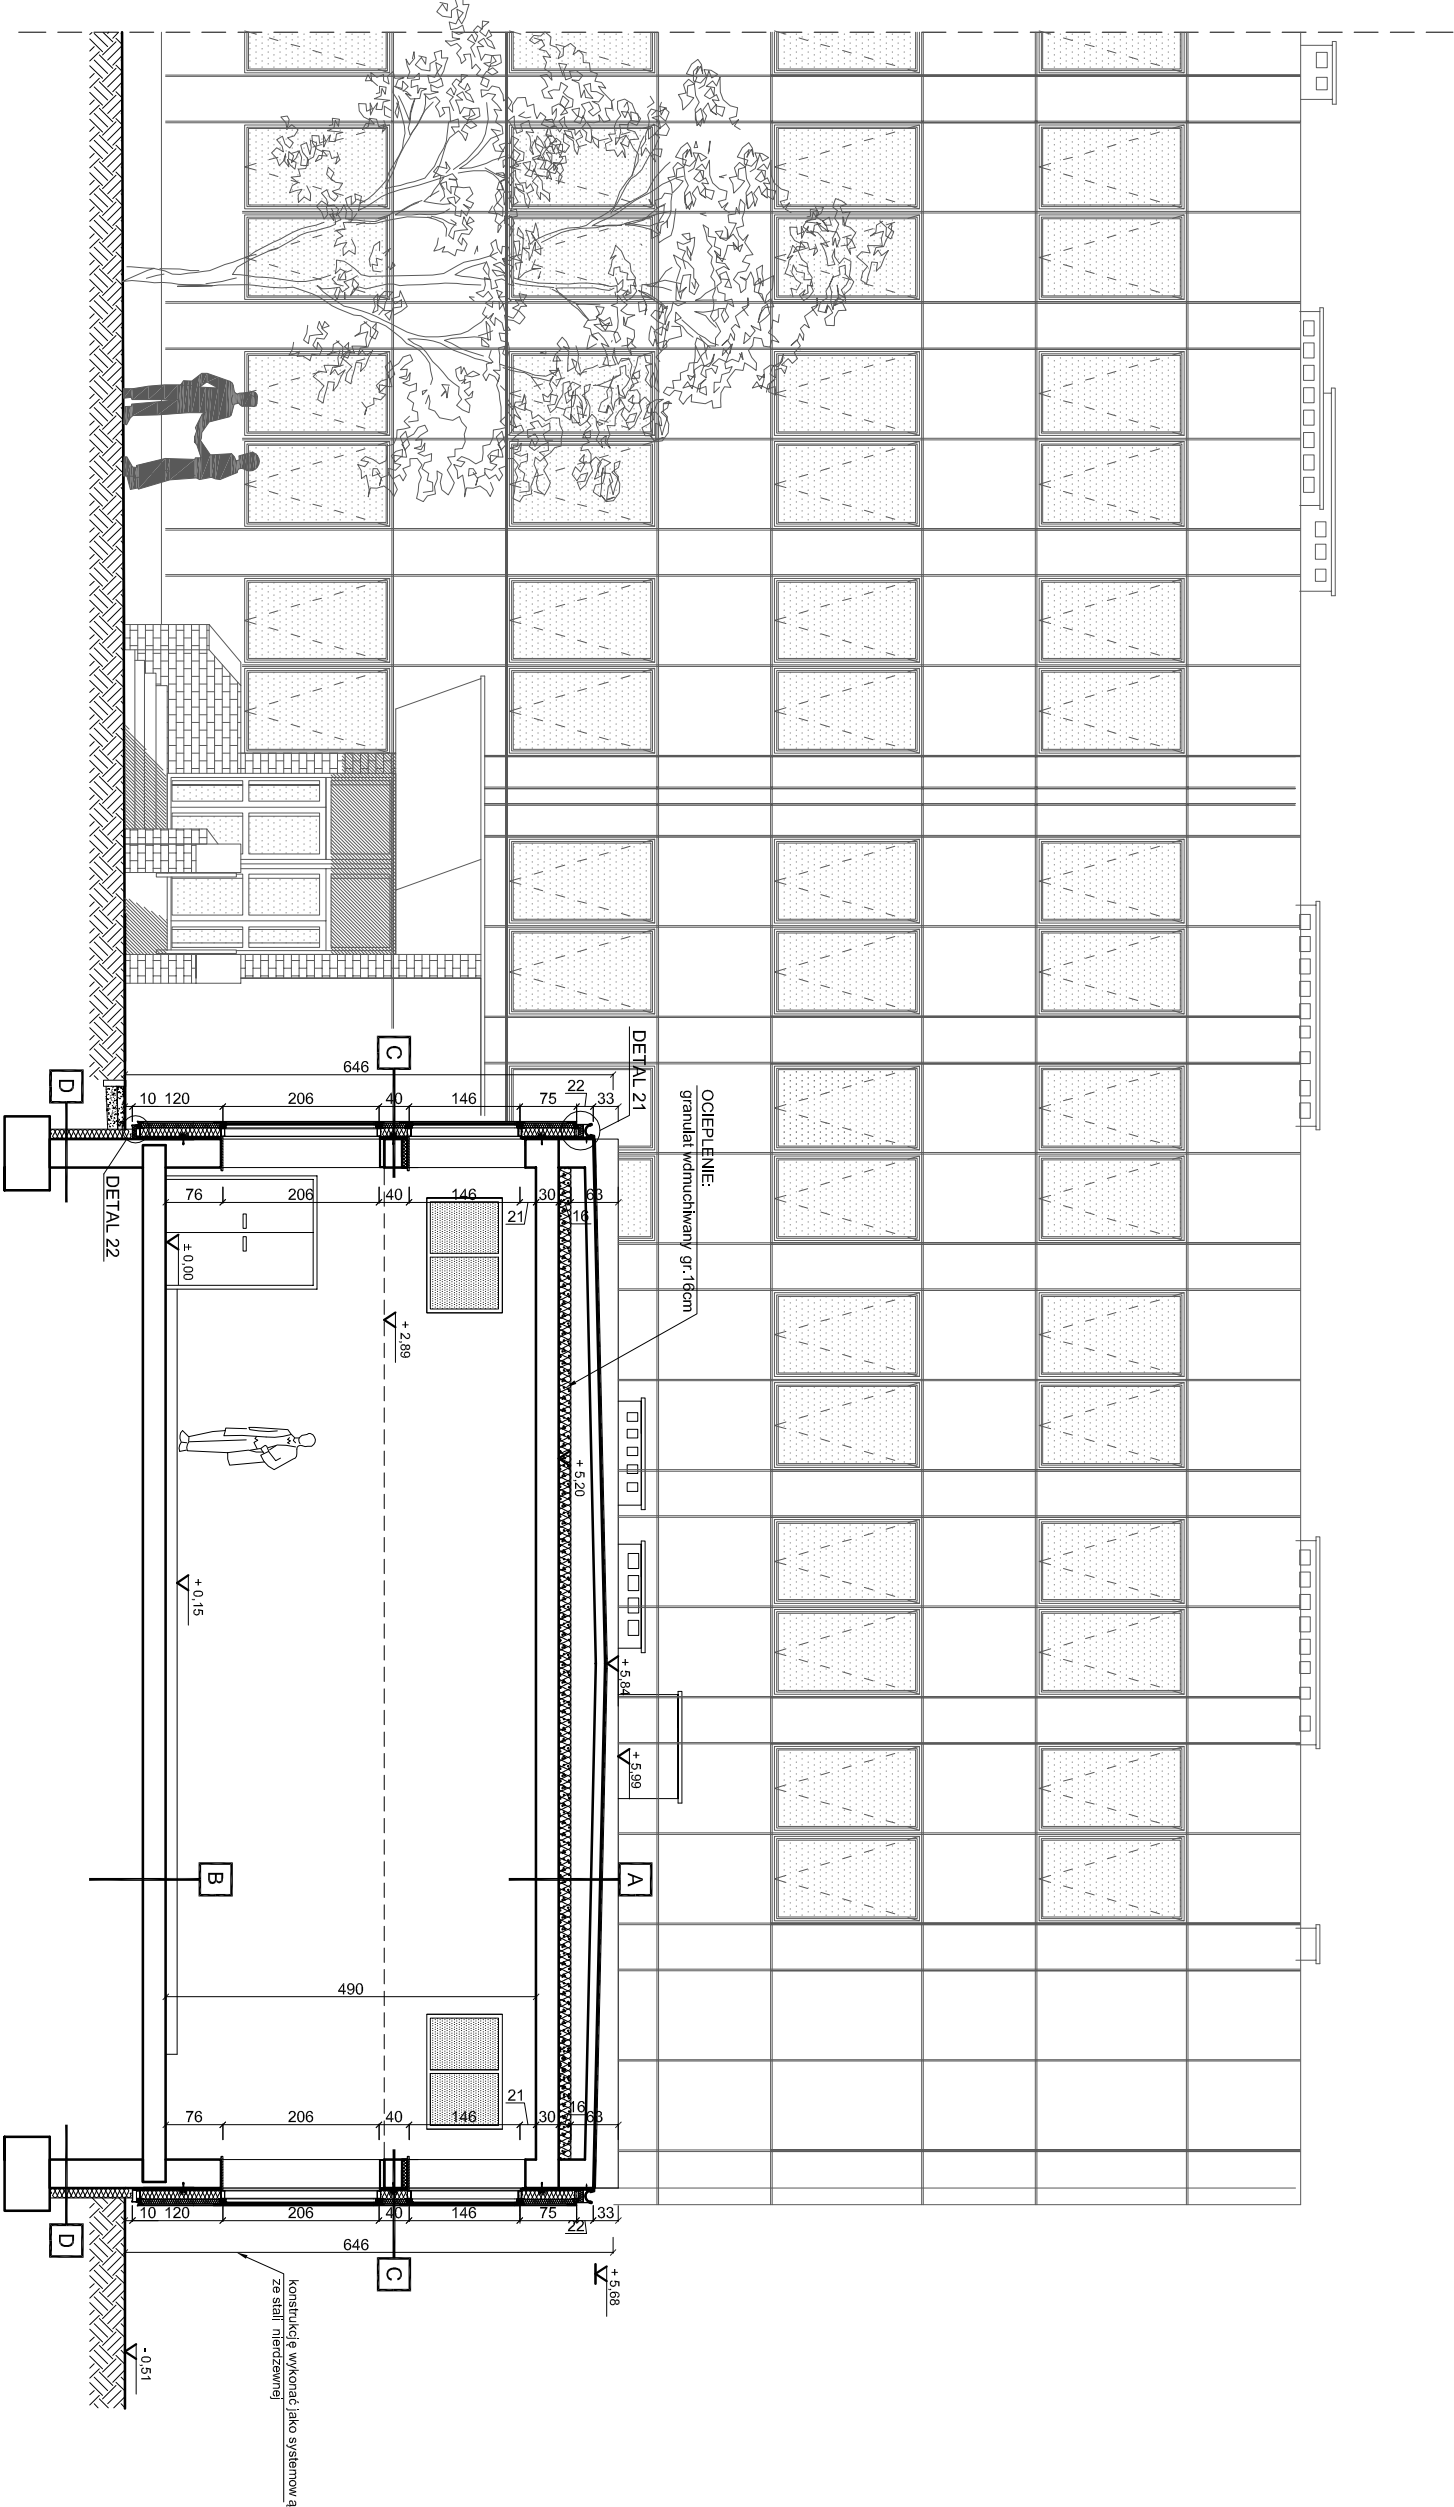 DETAL 21
OCIEPLENIE:
granulat wdmuchiwany gr.16cm
C
D
646
10 120 206 40 146 75 22 33
DETAL 22
76 206 40 146 21 30 16 63
± 0,00
+ 2,89
+ 5,20
+ 0,15
+ 5,84
+ 5,99
A
B
490
76 206 40 146 21 30 16 63
10 120 206 40 146 75 22 33
646
D
C
+ 5,68
- 0,51
konstrukcję wykonać jako systemow ą
ze stali nierdzewnej